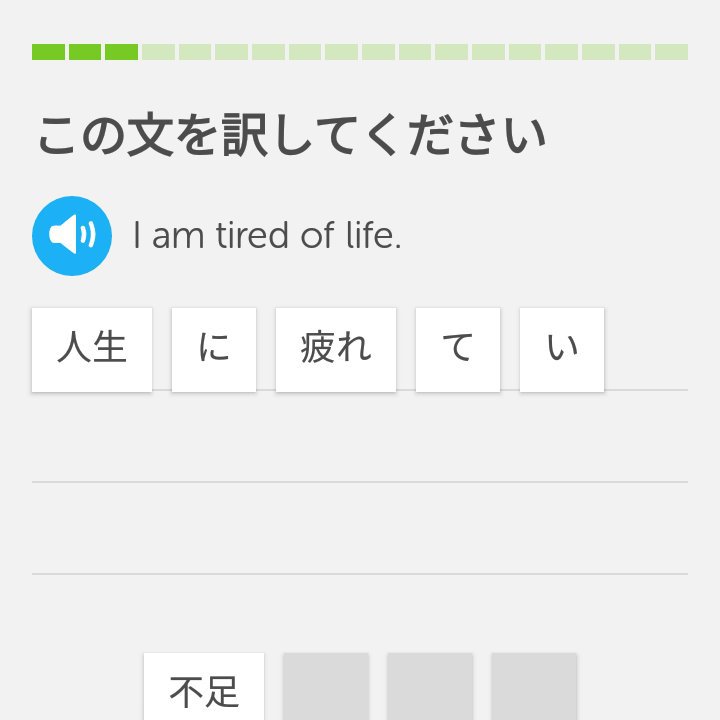 この文を訳してください
I am tired of life.
人生 に 疲れ て い
不足